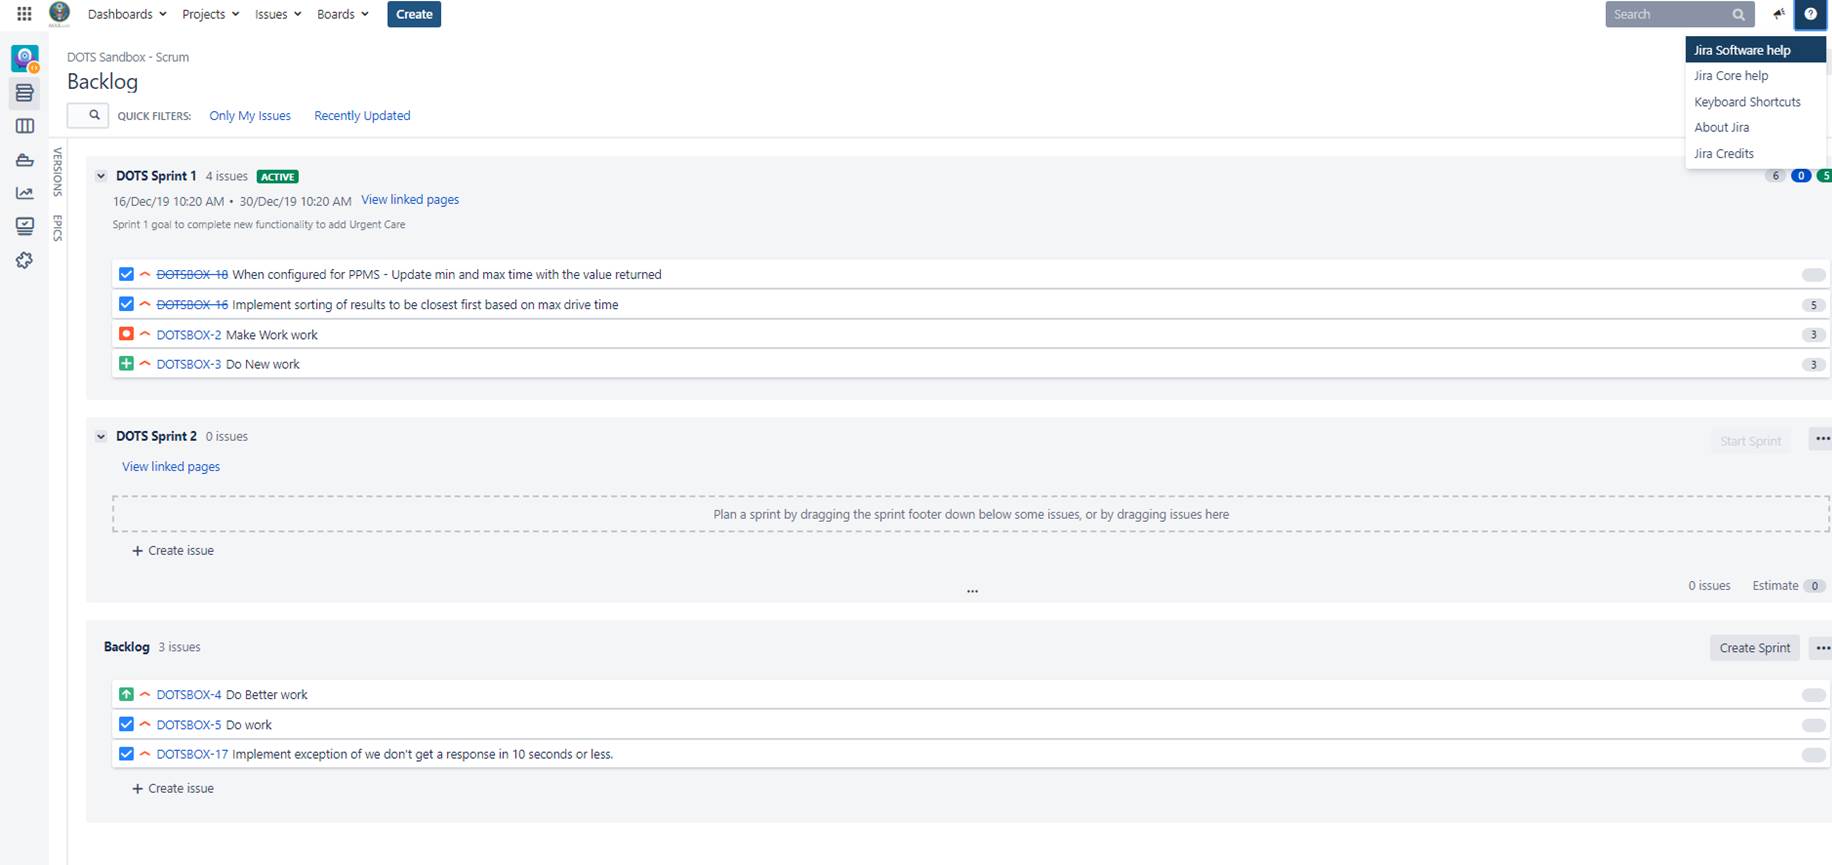 Dashboards Projects Issues Boards Create Search
Jira Software help
Jira Core help
Keyboard Shortcuts
About Jira
Jira Credits
DOTS Sandbox - Scrum
Backlog
QUICK FILTERS: Only My Issues Recently Updated
VERSIONS
EPICS
DOTS Sprint 1 4 issues ACTIVE 6 0 5
16/Dec/19 10:20 AM • 30/Dec/19 10:20 AM View linked pages
Sprint 1 goal to complete new functionality to add Urgent Care
DOTSBOX-18 When configured for PPMS - Update min and max time with the value returned
DOTSBOX-16 Implement sorting of results to be closest first based on max drive time 5
DOTSBOX-2 Make Work work 3
DOTSBOX-3 Do New work 3
DOTS Sprint 2 0 issues Start Sprint ...
View linked pages
Plan a sprint by dragging the sprint footer down below some issues, or by dragging issues here
+ Create issue
...
0 issues Estimate 0
Backlog 3 issues Create Sprint ...
DOTSBOX-4 Do Better work
DOTSBOX-5 Do work
DOTSBOX-17 Implement exception of we don't get a response in 10 seconds or less.
+ Create issue